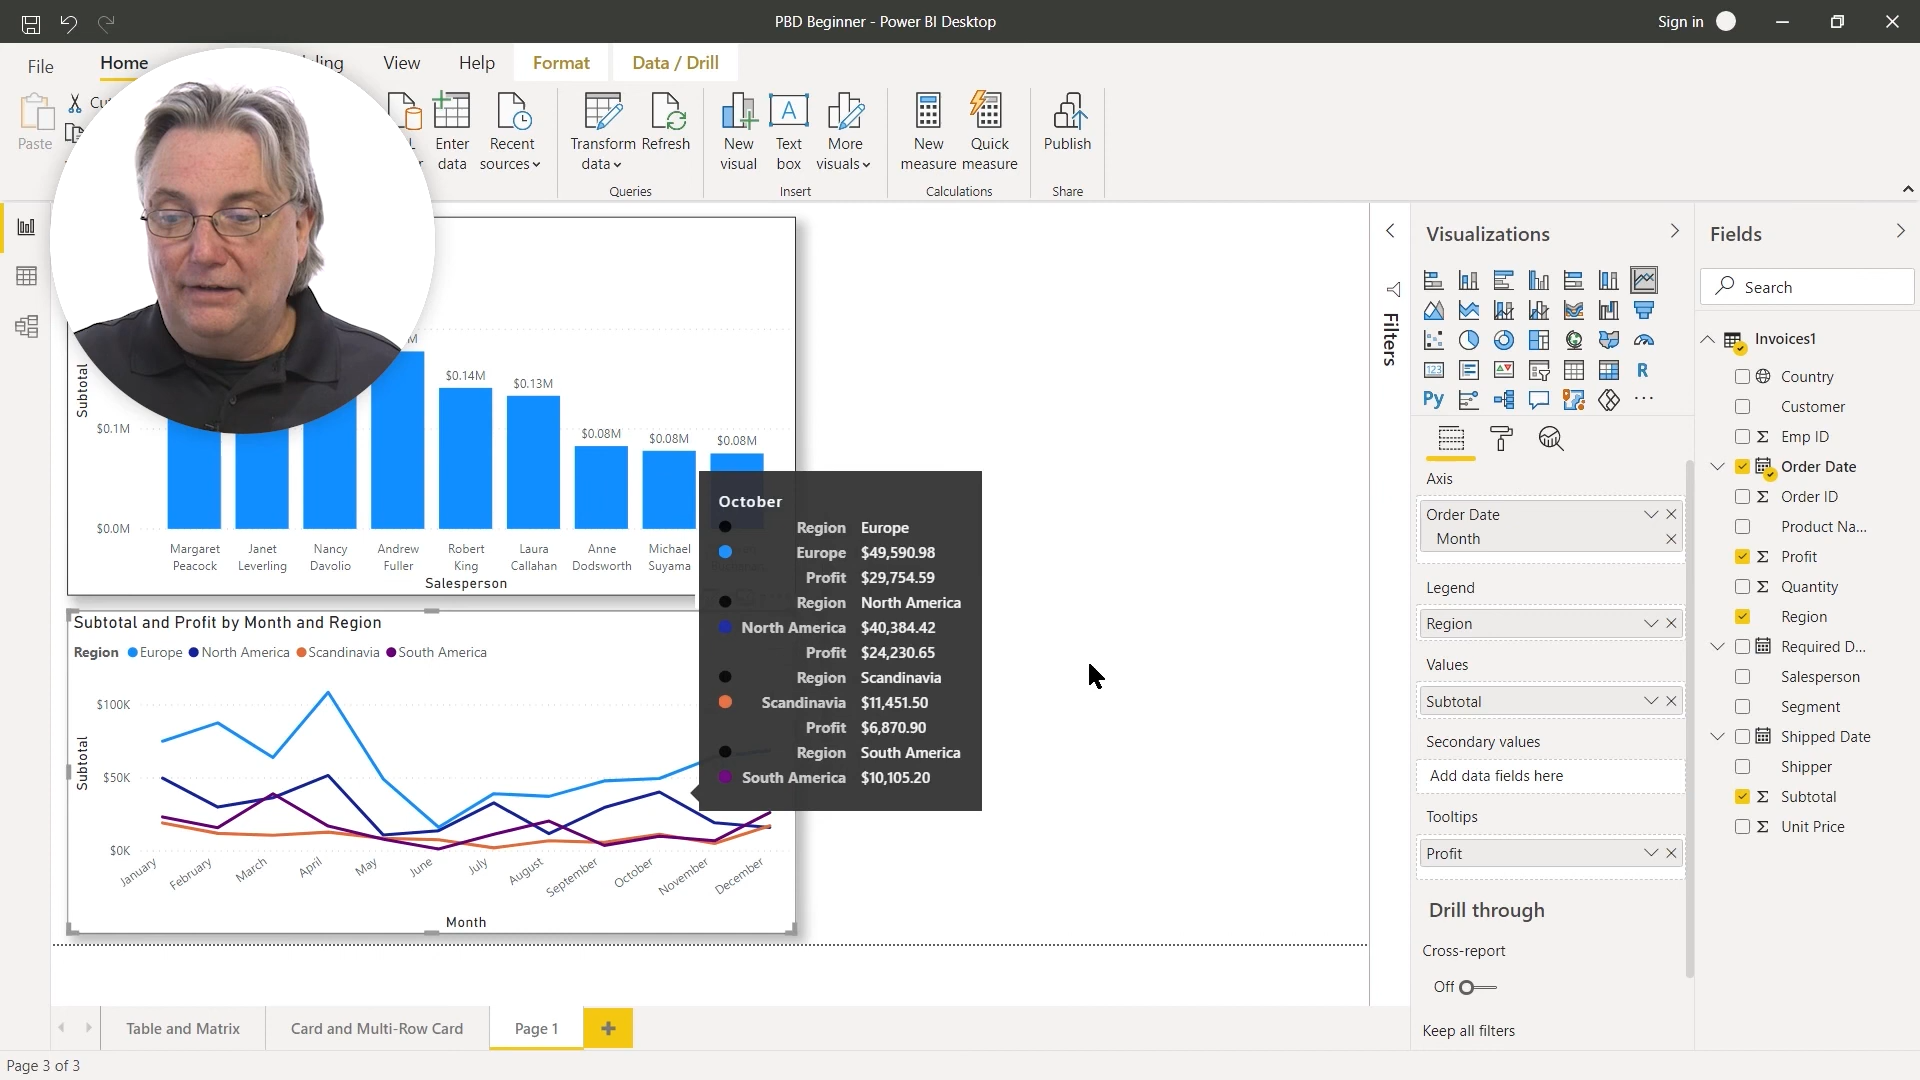 PBD Beginner - Power BI Desktop
Sign in
File
Home
Help
View
Format
Data / Drill
Paste
Enter data
Recent sources
Transform data
Refresh
New visual
Text box
More visuals
New measure
Quick measure
Publish
Queries
Insert
Calculations
Share
Subtotal
$0.14M
$0.13M
$0.08M
$0.08M
$0.08M
$0.1M
$0.0M
Margaret Peacock
Janet Leverling
Nancy Davolio
Andrew Fuller
Robert King
Laura Callahan
Anne Dodsworth
Michael Suyama
Salesperson
Subtotal and Profit by Month and Region
Region Europe North America Scandinavia South America
Subtotal
$100K
$50K
$0K
January
February
March
April
May
June
July
August
September
October
November
December
Month
October
Region Europe
Europe $49,590.98
Profit $29,754.59
Region North America
North America $40,384.42
Profit $24,230.65
Region Scandinavia
Scandinavia $11,451.50
Profit $6,870.90
Region South America
South America $10,105.20
Filters
Visualizations
123
R
Py
Axis
Order Date
Month
Legend
Region
Values
Subtotal
Secondary values
Add data fields here
Tooltips
Profit
Drill through
Cross-report
Off
Keep all filters
Fields
Search
Invoices1
Country
Customer
Emp ID
Order Date
Order ID
Product Na...
Profit
Quantity
Region
Required D...
Salesperson
Segment
Shipped Date
Shipper
Subtotal
Unit Price
Table and Matrix
Card and Multi-Row Card
Page 1
Page 3 of 3